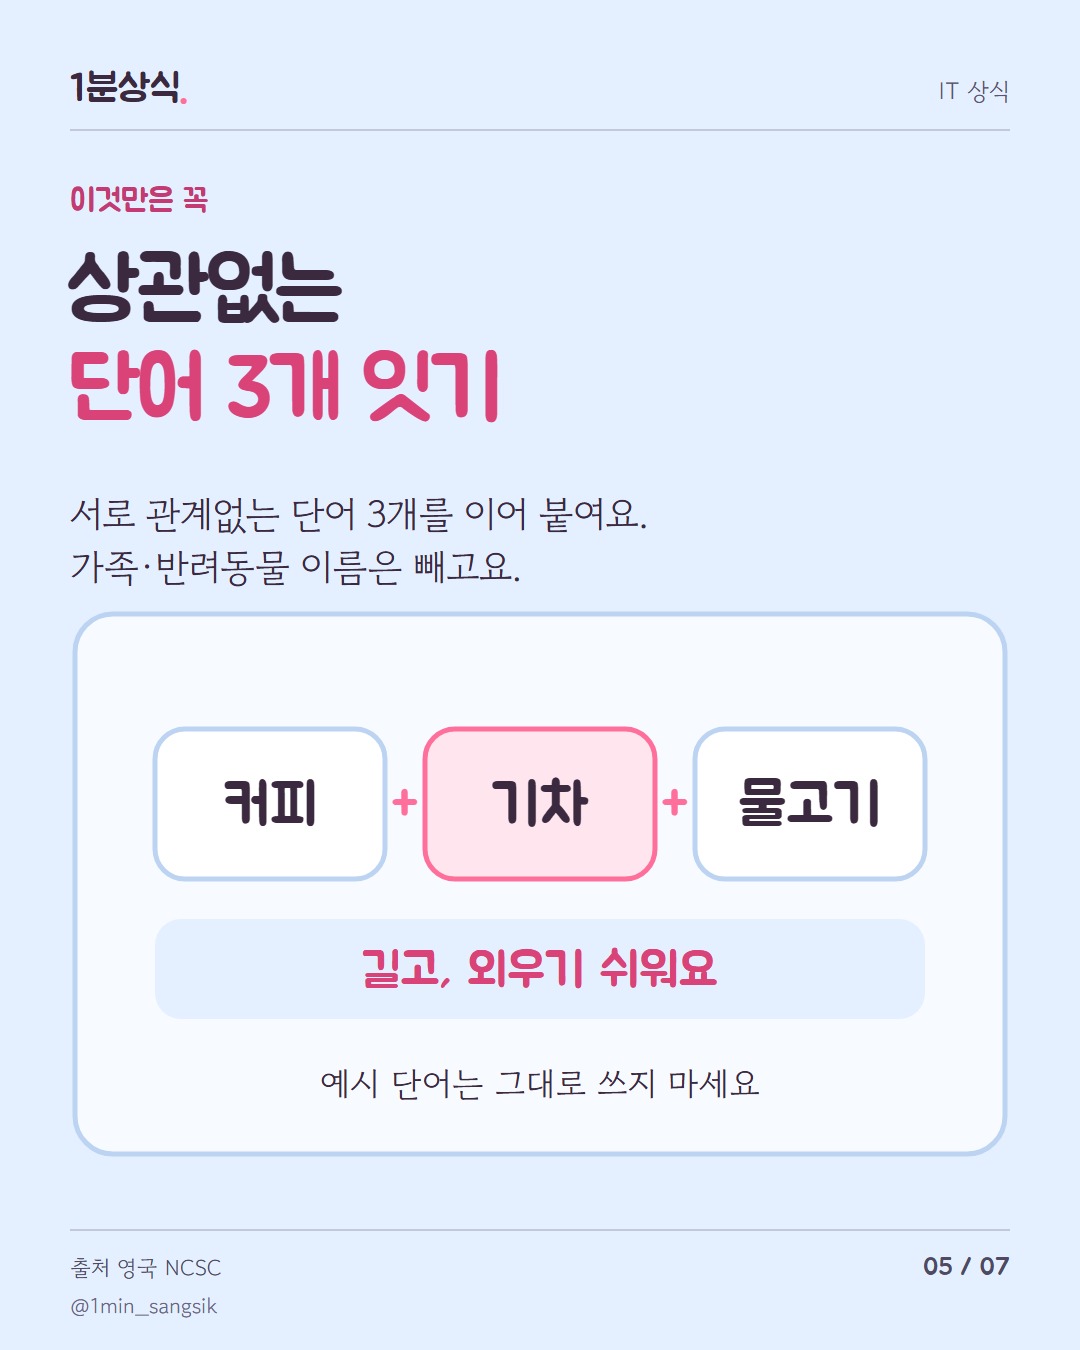 1분상식.
IT 상식
이것만은 꼭
상관없는
단어 3개 잇기
서로 관계없는 단어 3개를 이어 붙여요.
가족·반려동물 이름은 빼고요.
커피 + 기차 + 물고기
길고, 외우기 쉬워요
예시 단어는 그대로 쓰지 마세요
출처 영국 NCSC
05 / 07
@1min_sangsik